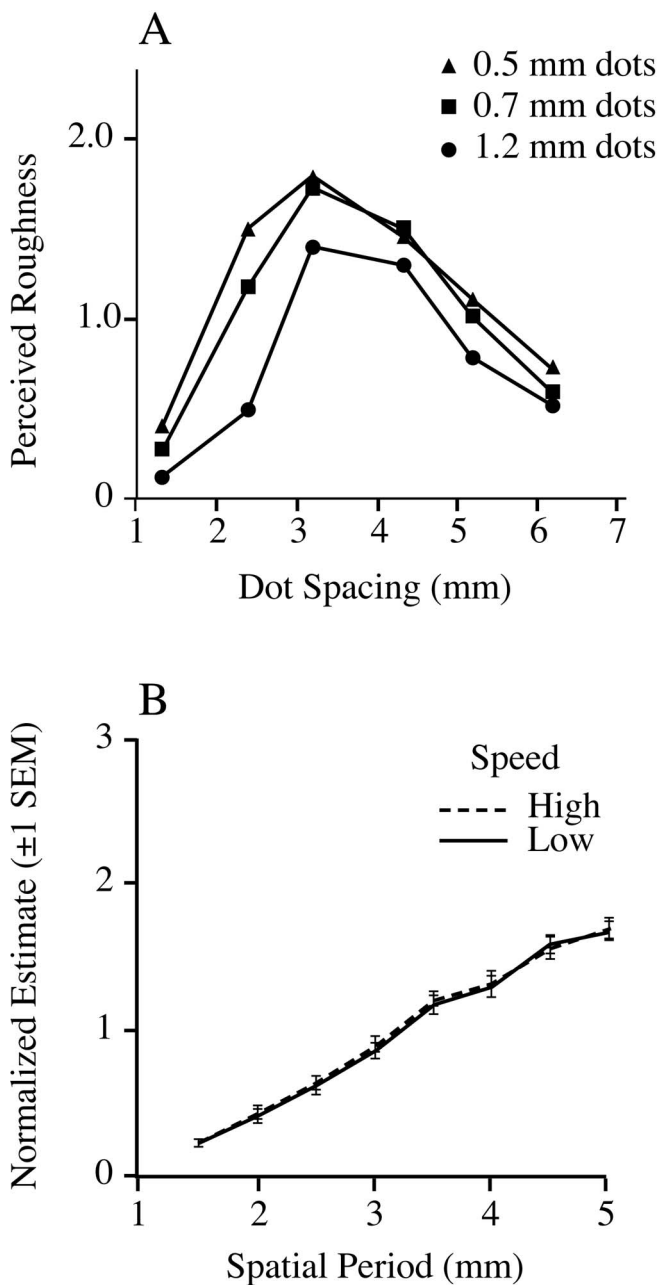 A
0.5 mm dots
0.7 mm dots
1.2 mm dots
Perceived Roughness
2.0
1.0
0
1 2 3 4 5 6 7
Dot Spacing (mm)
B
Speed
High
Low
Normalized Estimate (±1 SEM)
3
2
1
0
1 2 3 4 5
Spatial Period (mm)